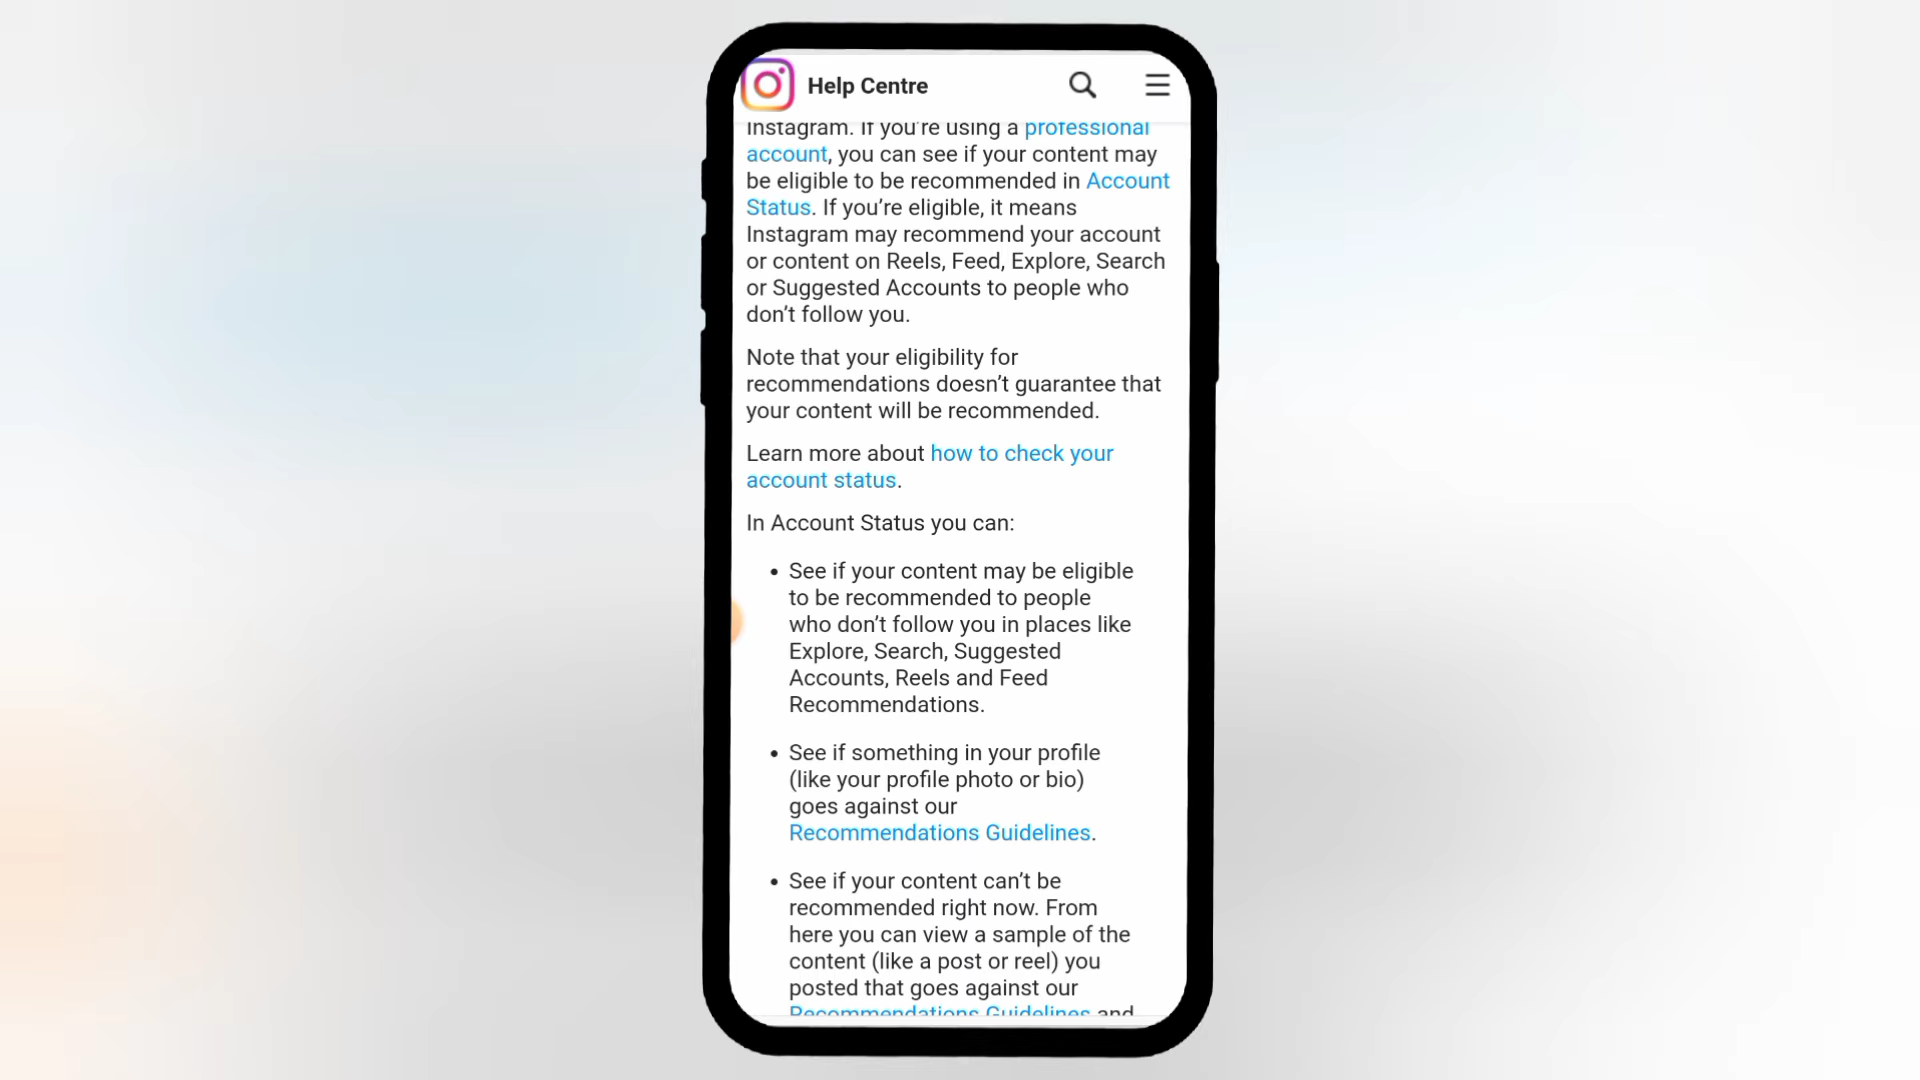 Help Centre
Instagram. If you're using a professional
account, you can see if your content may
be eligible to be recommended in Account
Status. If you’re eligible, it means
Instagram may recommend your account
or content on Reels, Feed, Explore, Search
or Suggested Accounts to people who
don’t follow you.
Note that your eligibility for
recommendations doesn’t guarantee that
your content will be recommended.
Learn more about how to check your
account status.
In Account Status you can:
• See if your content may be eligible
to be recommended to people
who don’t follow you in places like
Explore, Search, Suggested
Accounts, Reels and Feed
Recommendations.
• See if something in your profile
(like your profile photo or bio)
goes against our
Recommendations Guidelines.
• See if your content can’t be
recommended right now. From
here you can view a sample of the
content (like a post or reel) you
posted that goes against our
Recommendations Guidelines and